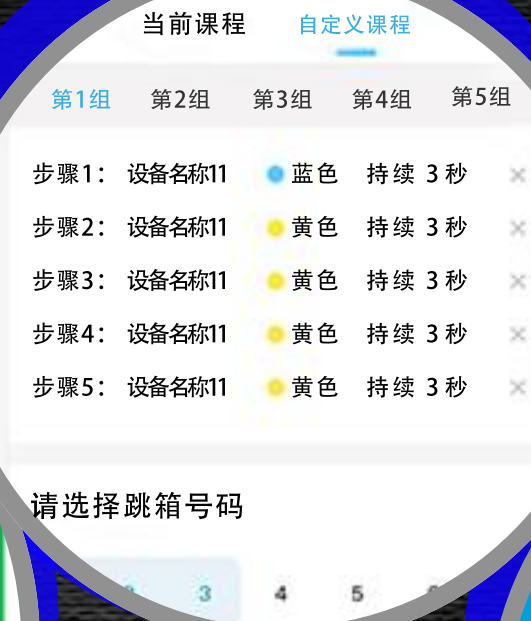 当前课程 自定义课程
第1组 第2组 第3组 第4组 第5组
步骤1: 设备名称11 蓝色 持续 3 秒 ×
步骤2: 设备名称11 黄色 持续 3 秒 ×
步骤3: 设备名称11 黄色 持续 3 秒 ×
步骤4: 设备名称11 黄色 持续 3 秒 ×
步骤5: 设备名称11 黄色 持续 3 秒 ×
请选择跳箱号码
3 4 5